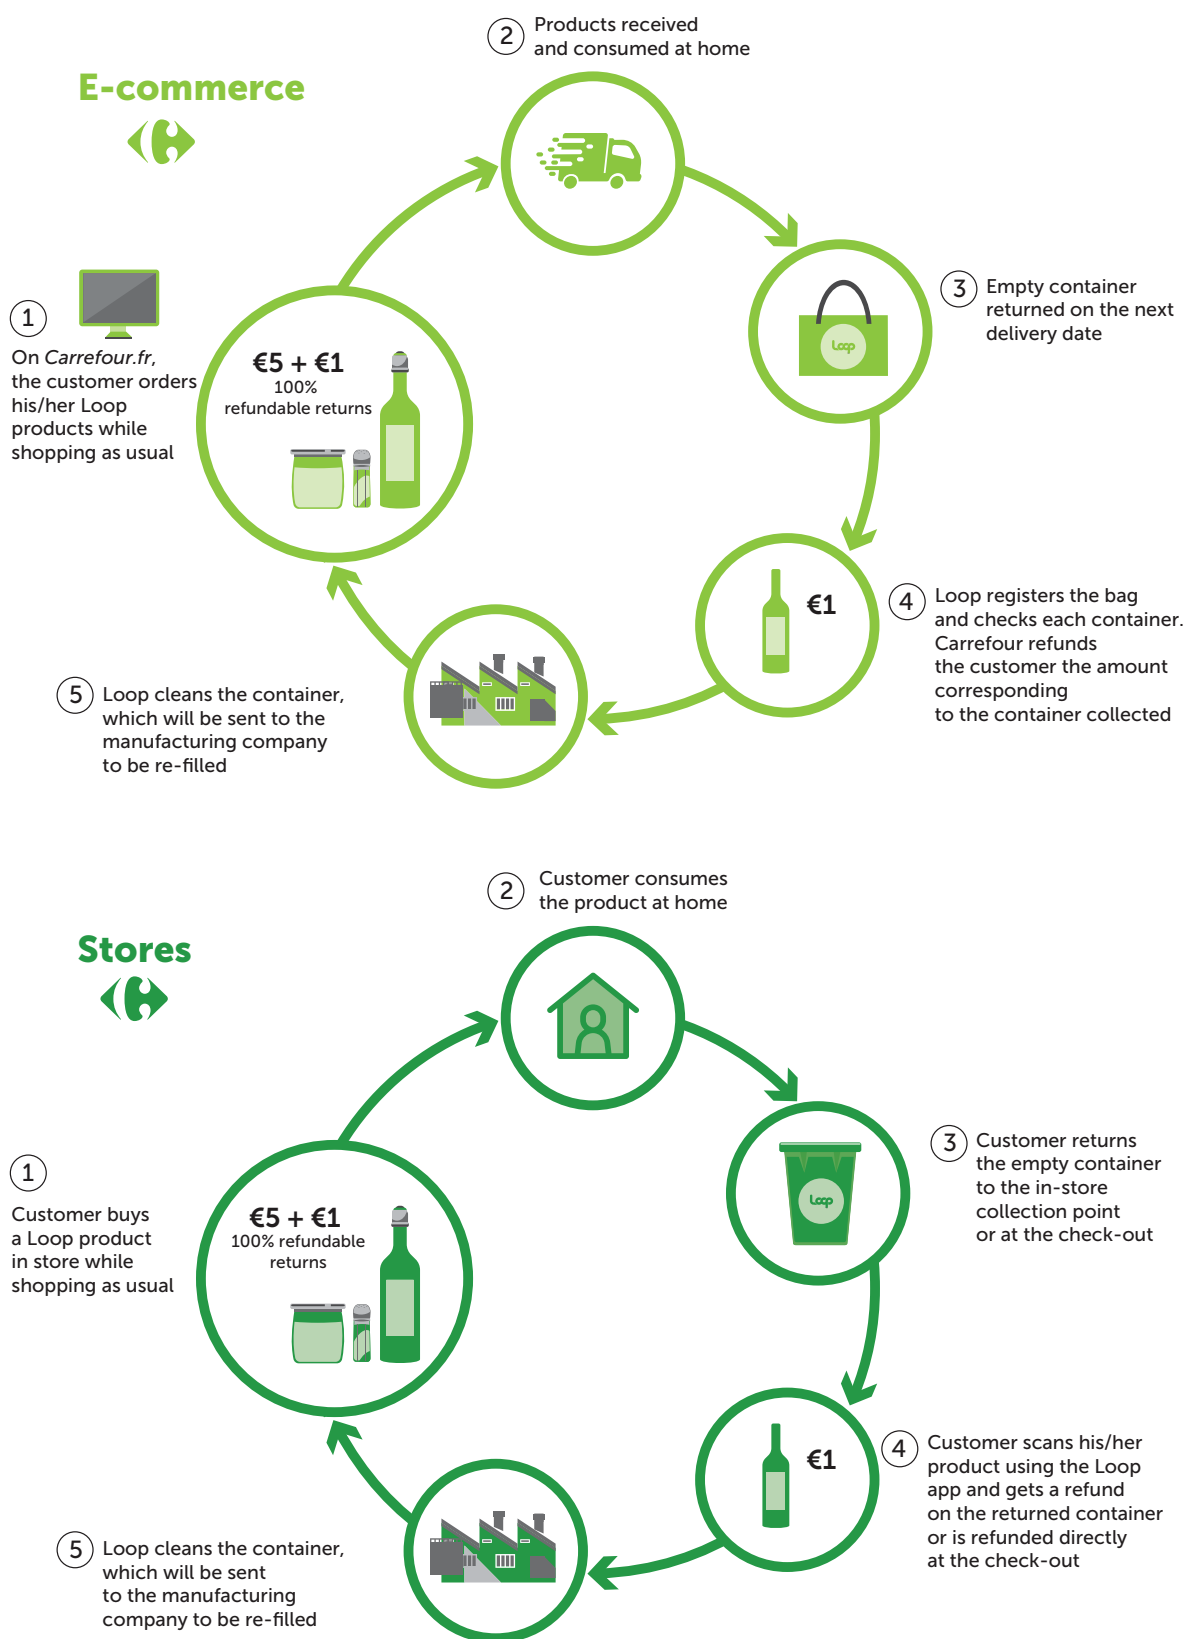 E-commerce
2
Products received
and consumed at home
1
On Carrefour.fr,
the customer orders
his/her Loop
products while
shopping as usual
€5 + €1
100%
refundable returns
Loop
3
Empty container
returned on the next
delivery date
€1
4
Loop registers the bag
and checks each container.
Carrefour refunds
the customer the amount
corresponding
to the container collected
5
Loop cleans the container,
which will be sent to the
manufacturing company
to be re-filled
Stores
2
Customer consumes
the product at home
1
Customer buys
a Loop product
in store while
shopping as usual
€5 + €1
100% refundable
returns
Loop
3
Customer returns
the empty container
to the in-store
collection point
or at the check-out
€1
4
Customer scans his/her
product using the Loop
app and gets a refund
on the returned container
or is refunded directly
at the check-out
5
Loop cleans the container,
which will be sent
to the manufacturing
company to be re-filled